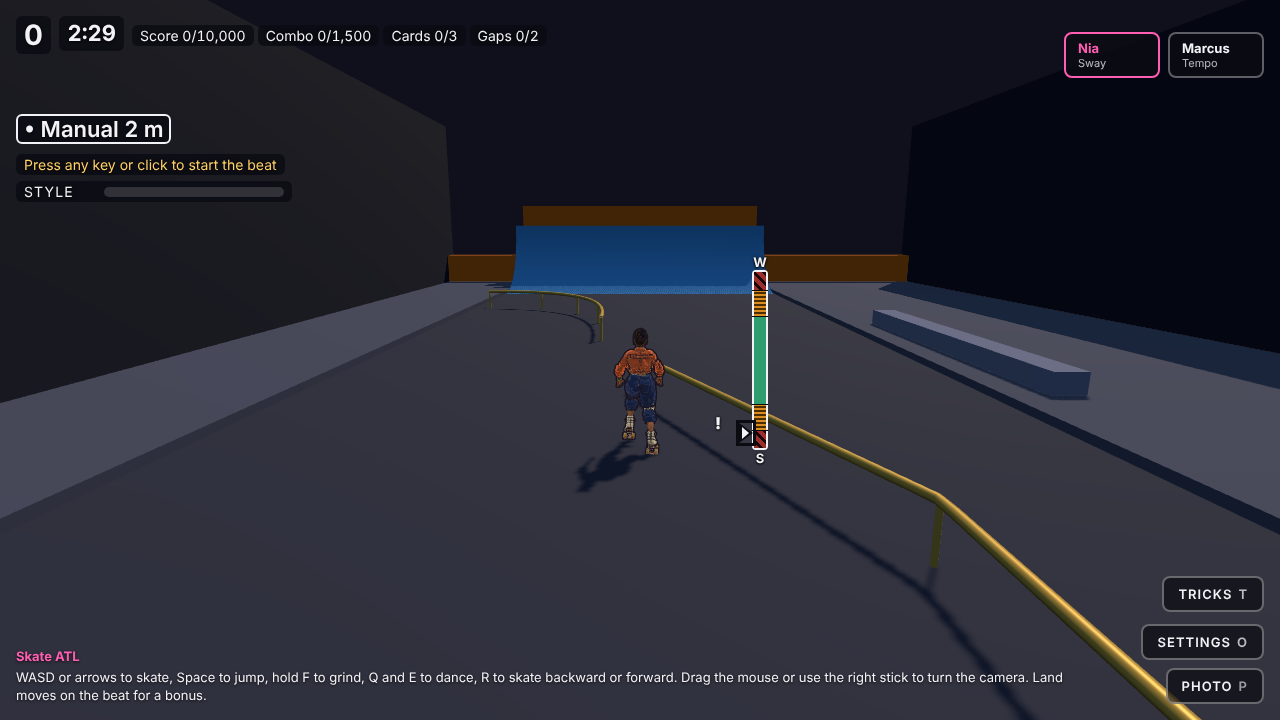 0
2:29
Score 0/10,000
Combo 0/1,500
Cards 0/3
Gaps 0/2
Nia
Sway
Marcus
Tempo
• Manual 2 m
Press any key or click to start the beat
STYLE
W
!
S
TRICKS T
SETTINGS O
PHOTO P
Skate ATL
WASD or arrows to skate, Space to jump, hold F to grind, Q and E to dance, R to skate backward or forward. Drag the mouse or use the right stick to turn the camera. Land
moves on the beat for a bonus.